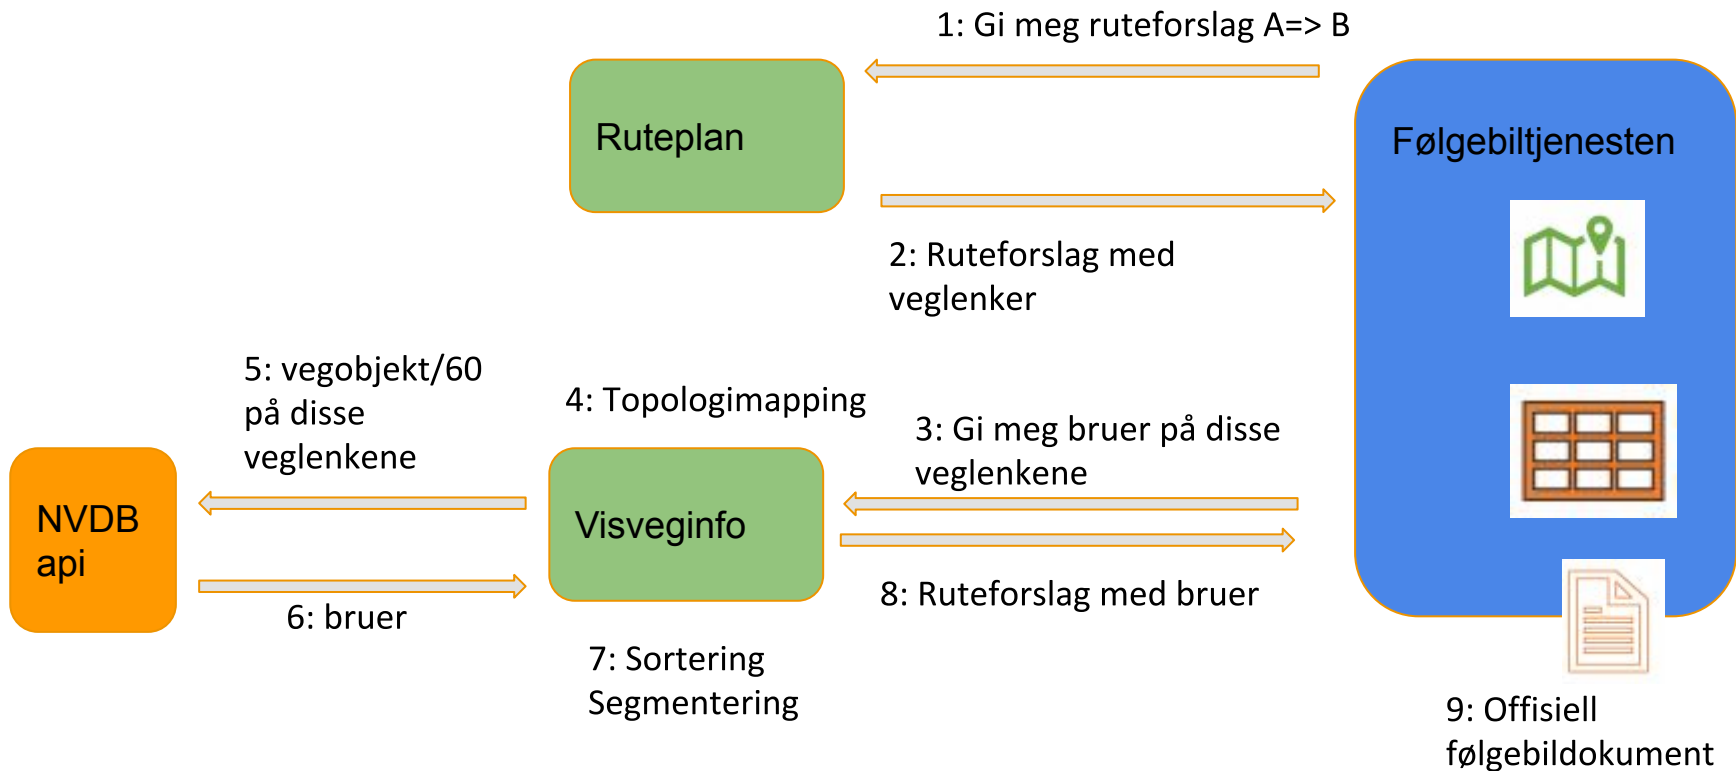 1: Gi meg ruteforslag A=> B
Ruteplan
Følgebiltjenesten
2: Ruteforslag med
veglenker
5: vegobjekt/60
på disse
veglenkene
4: Topologimapping
3: Gi meg bruer på disse
veglenkene
NVDB
api
Visveginfo
6: bruer
8: Ruteforslag med bruer
7: Sortering
Segmentering
9: Offisiell
følgebildokument